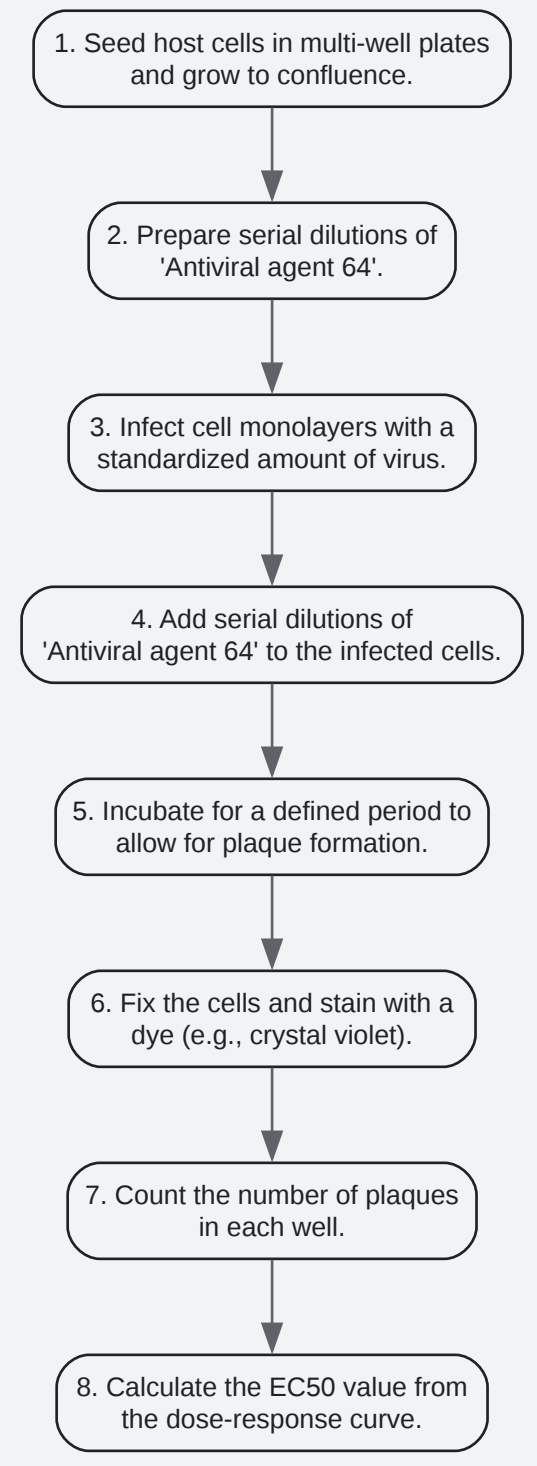 1. Seed host cells in multi-well plates
and grow to confluence.
2. Prepare serial dilutions of
'Antiviral agent 64'.
3. Infect cell monolayers with a
standardized amount of virus.
4. Add serial dilutions of
'Antiviral agent 64' to the infected cells.
5. Incubate for a defined period to
allow for plaque formation.
6. Fix the cells and stain with a
dye (e.g., crystal violet).
7. Count the number of plaques
in each well.
8. Calculate the EC50 value from
the dose-response curve.